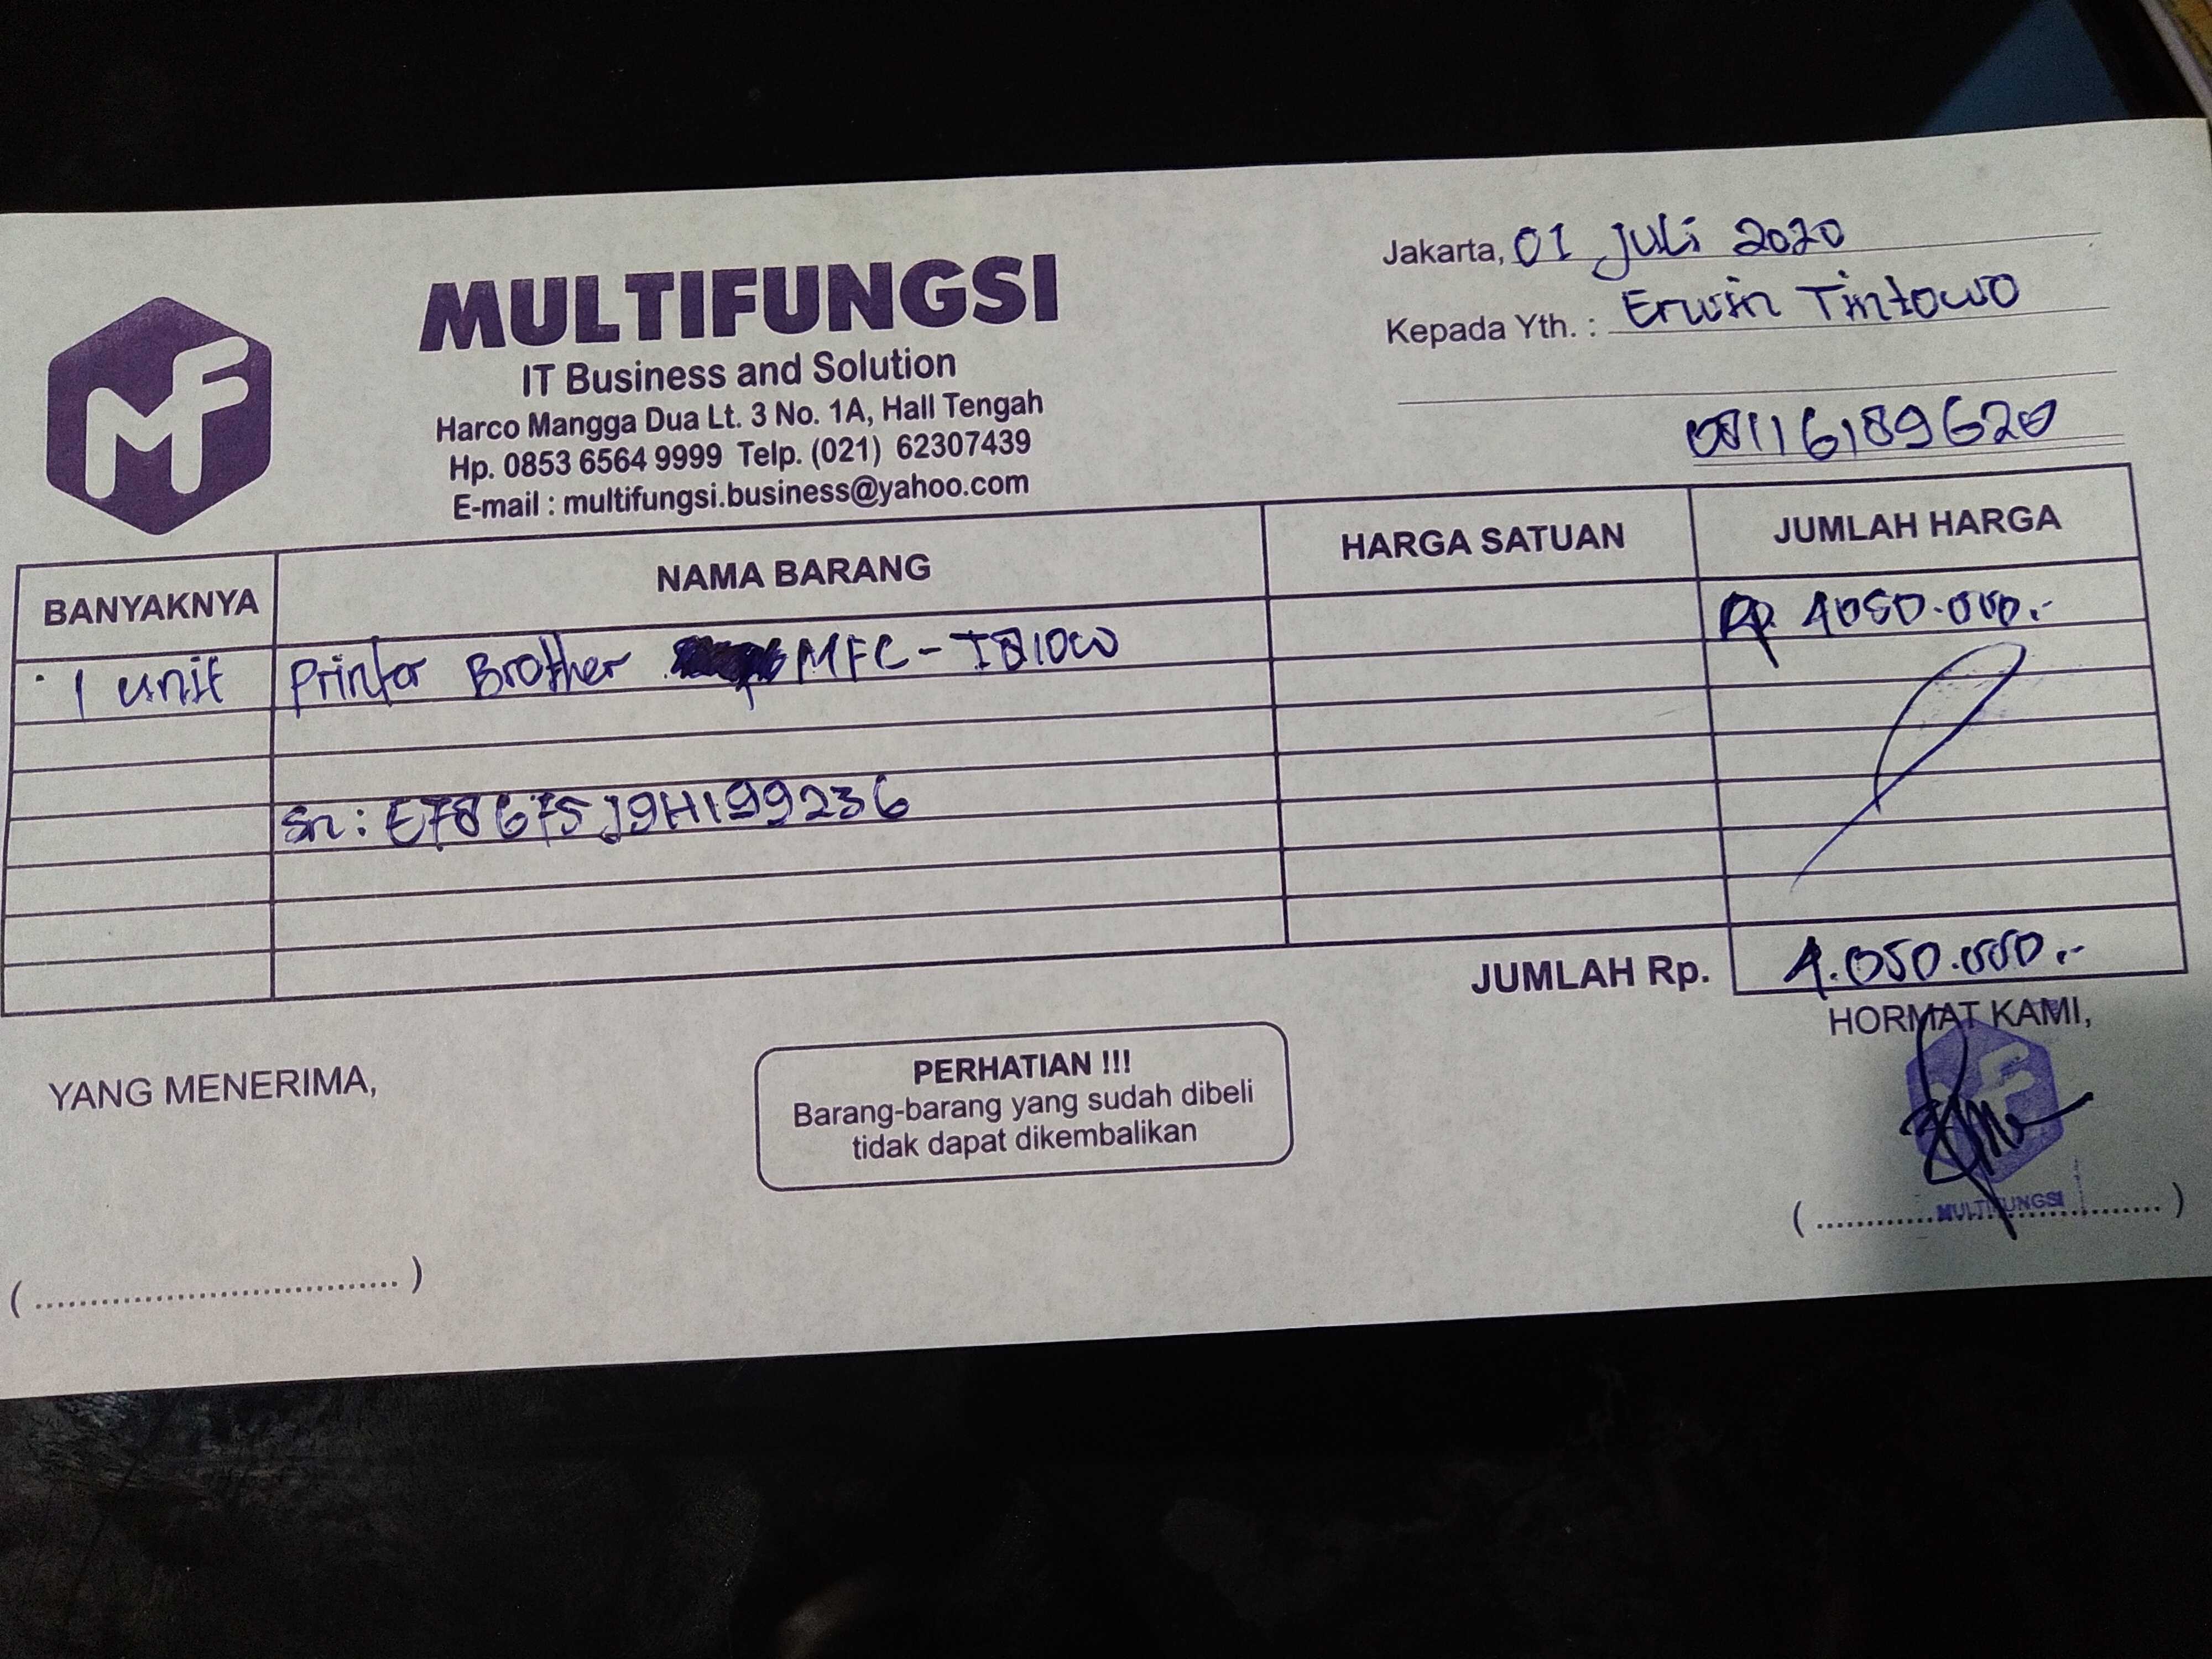 MF
MULTIFUNGSI
IT Business and Solution
Harco Mangga Dua Lt. 3 No. 1A, Hall Tengah
Hp. 0853 6564 9999 Telp. (021) 62307439
E-mail : multifungsi.business@yahoo.com
Jakarta, 01 Juli 2020
Kepada Yth. : Erwin Tintowo
08116189620
BANYAKNYA NAMA BARANG HARGA SATUAN JUMLAH HARGA
1 unit Printer Brother MFC-T810W Rp 4050.000.-
Sn: E78675J9H199236
JUMLAH Rp. 4.050.000.-
YANG MENERIMA,
PERHATIAN !!!
Barang-barang yang sudah dibeli
tidak dapat dikembalikan
HORMAT KAMI,
MULTIFUNGSI